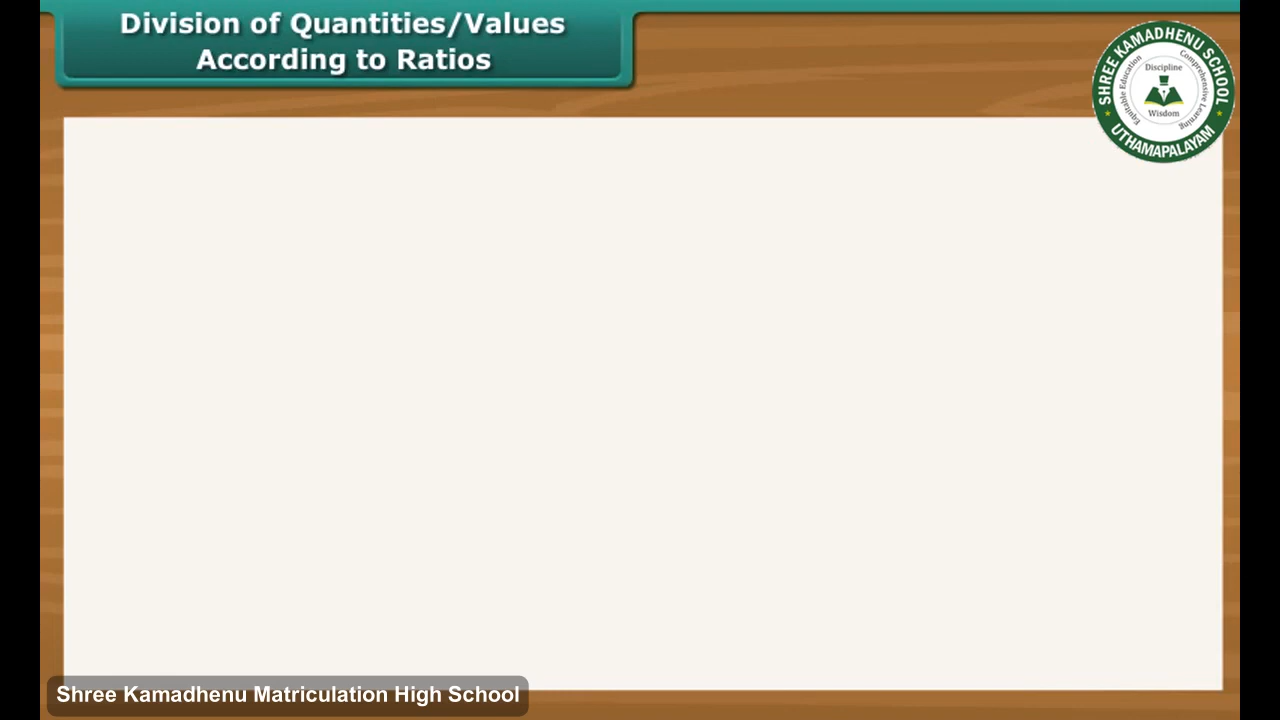 Division of Quantities/Values
According to Ratios
SHREE KAMADHENU SCHOOL
Equitable Education
Discipline
Comprehensive Learning
Wisdom
UTHAMAPALAYAM
Shree Kamadhenu Matriculation High School